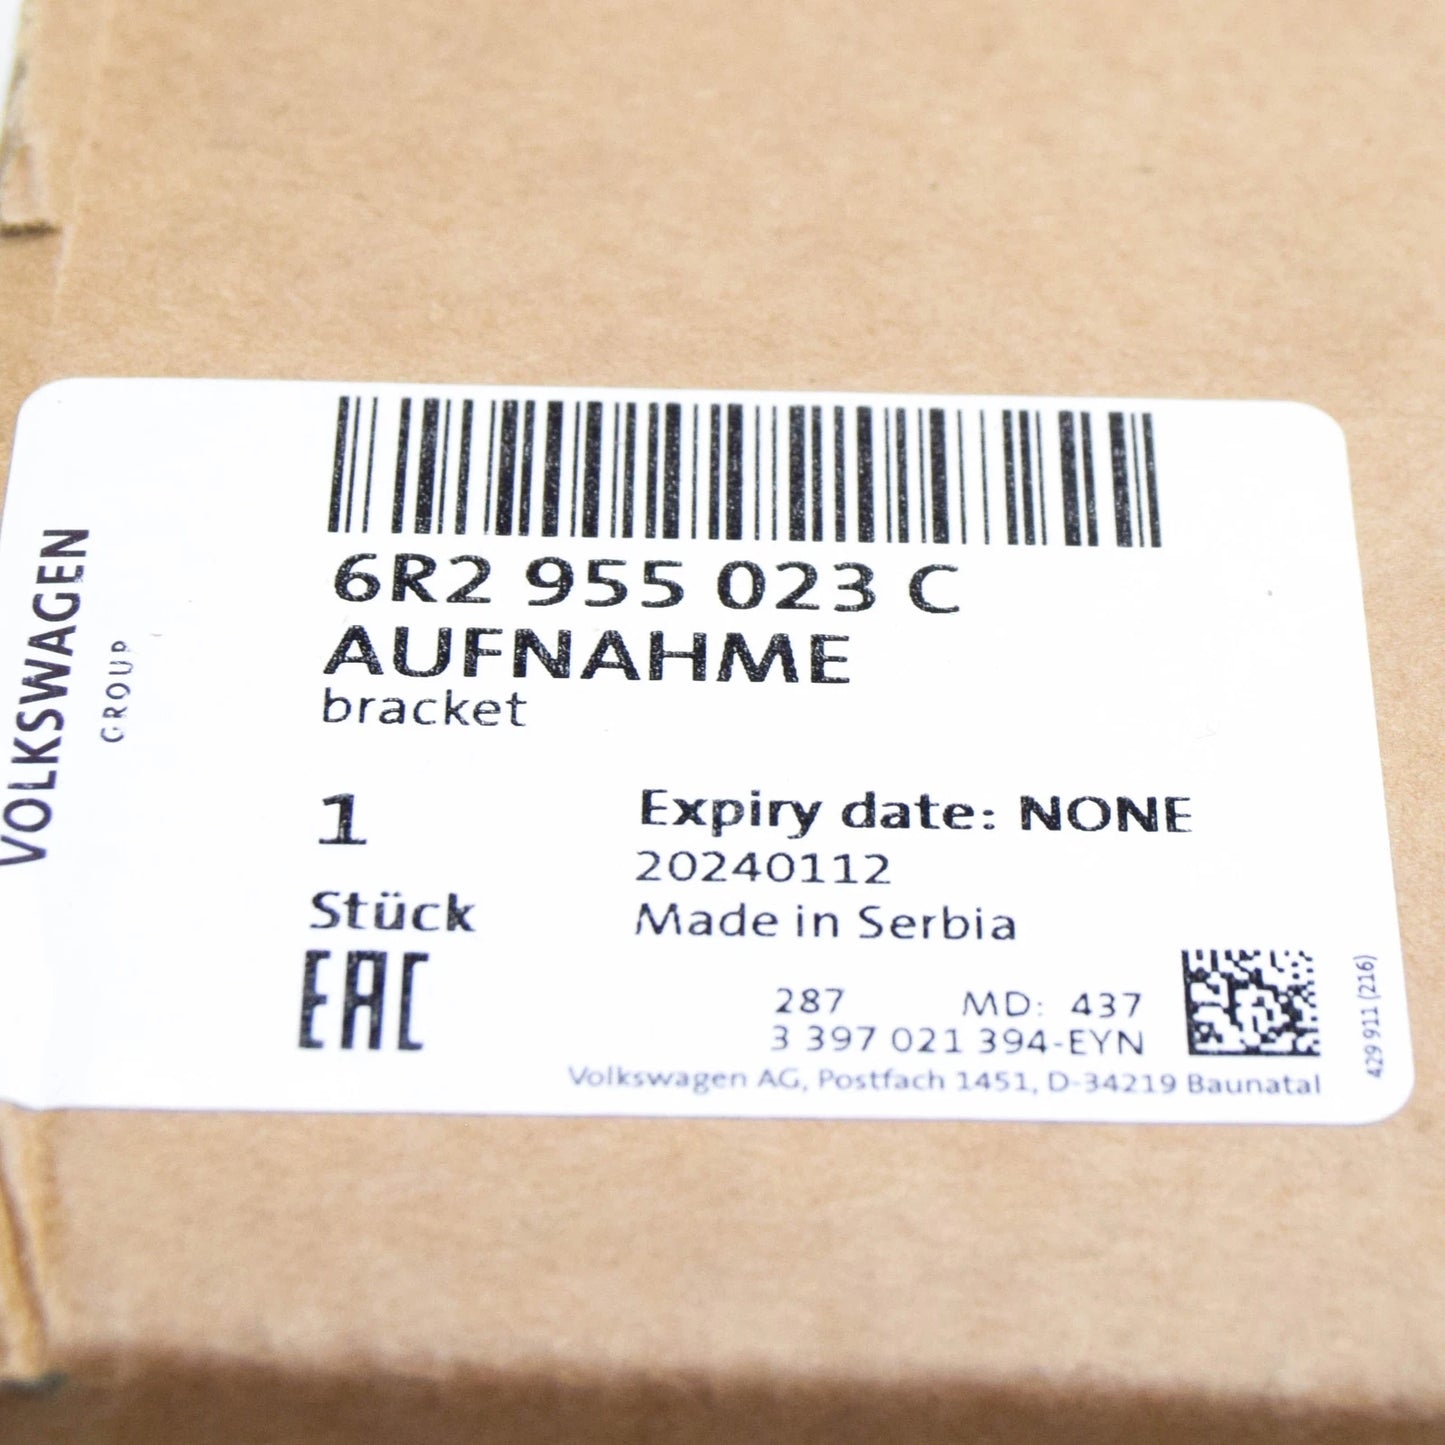 VOLKSWAGEN
GROUP
6R2 955 023 C
AUFNAHME
bracket
1
Stück
EAC
Expiry date: NONE
20240112
Made in Serbia
287 MD: 437
3 397 021 394-EYN
Volkswagen AG, Postfach 1451, D-34219 Baunatal
429 911 (216)